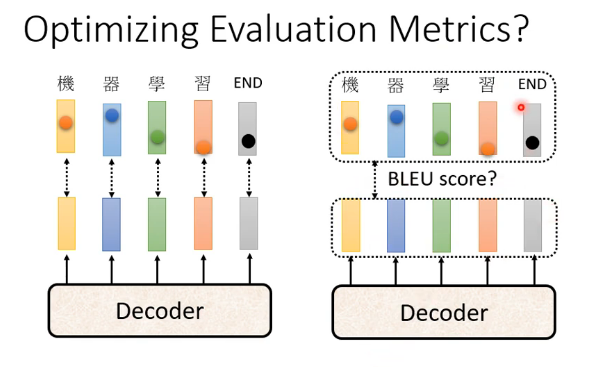 Optimizing Evaluation Metrics?
機 器 學 習 END
機 器 學 習 END
BLEU score?
Decoder
Decoder